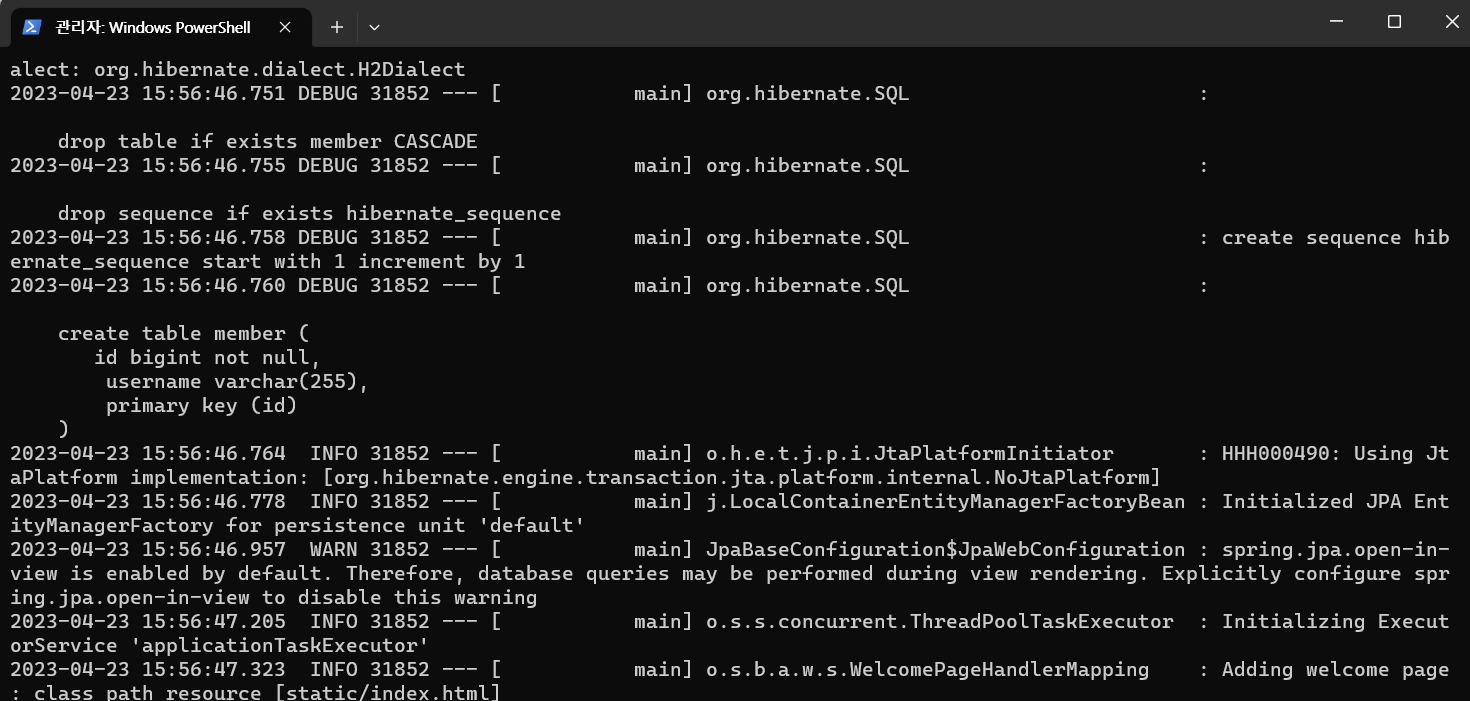 관리자: Windows PowerShell
alect: org.hibernate.dialect.H2Dialect
2023-04-23 15:56:46.751 DEBUG 31852 --- [           main] org.hibernate.SQL                        :
    drop table if exists member CASCADE
2023-04-23 15:56:46.755 DEBUG 31852 --- [           main] org.hibernate.SQL                        :
    drop sequence if exists hibernate_sequence
2023-04-23 15:56:46.758 DEBUG 31852 --- [           main] org.hibernate.SQL                        : create sequence hib
ernate_sequence start with 1 increment by 1
2023-04-23 15:56:46.760 DEBUG 31852 --- [           main] org.hibernate.SQL                        :
    create table member (
       id bigint not null,
        username varchar(255),
        primary key (id)
    )
2023-04-23 15:56:46.764  INFO 31852 --- [           main] o.h.e.t.j.p.i.JtaPlatformInitiator       : HHH000490: Using Jt
aPlatform implementation: [org.hibernate.engine.transaction.jta.platform.internal.NoJtaPlatform]
2023-04-23 15:56:46.778  INFO 31852 --- [           main] j.LocalContainerEntityManagerFactoryBean : Initialized JPA Ent
ityManagerFactory for persistence unit 'default'
2023-04-23 15:56:46.957  WARN 31852 --- [           main] JpaBaseConfiguration$JpaWebConfiguration : spring.jpa.open-in-
view is enabled by default. Therefore, database queries may be performed during view rendering. Explicitly configure spr
ing.jpa.open-in-view to disable this warning
2023-04-23 15:56:47.205  INFO 31852 --- [           main] o.s.s.concurrent.ThreadPoolTaskExecutor  : Initializing Execut
orService 'applicationTaskExecutor'
2023-04-23 15:56:47.323  INFO 31852 --- [           main] o.s.b.a.w.s.WelcomePageHandlerMapping    : Adding welcome page
: class path resource [static/index.html]